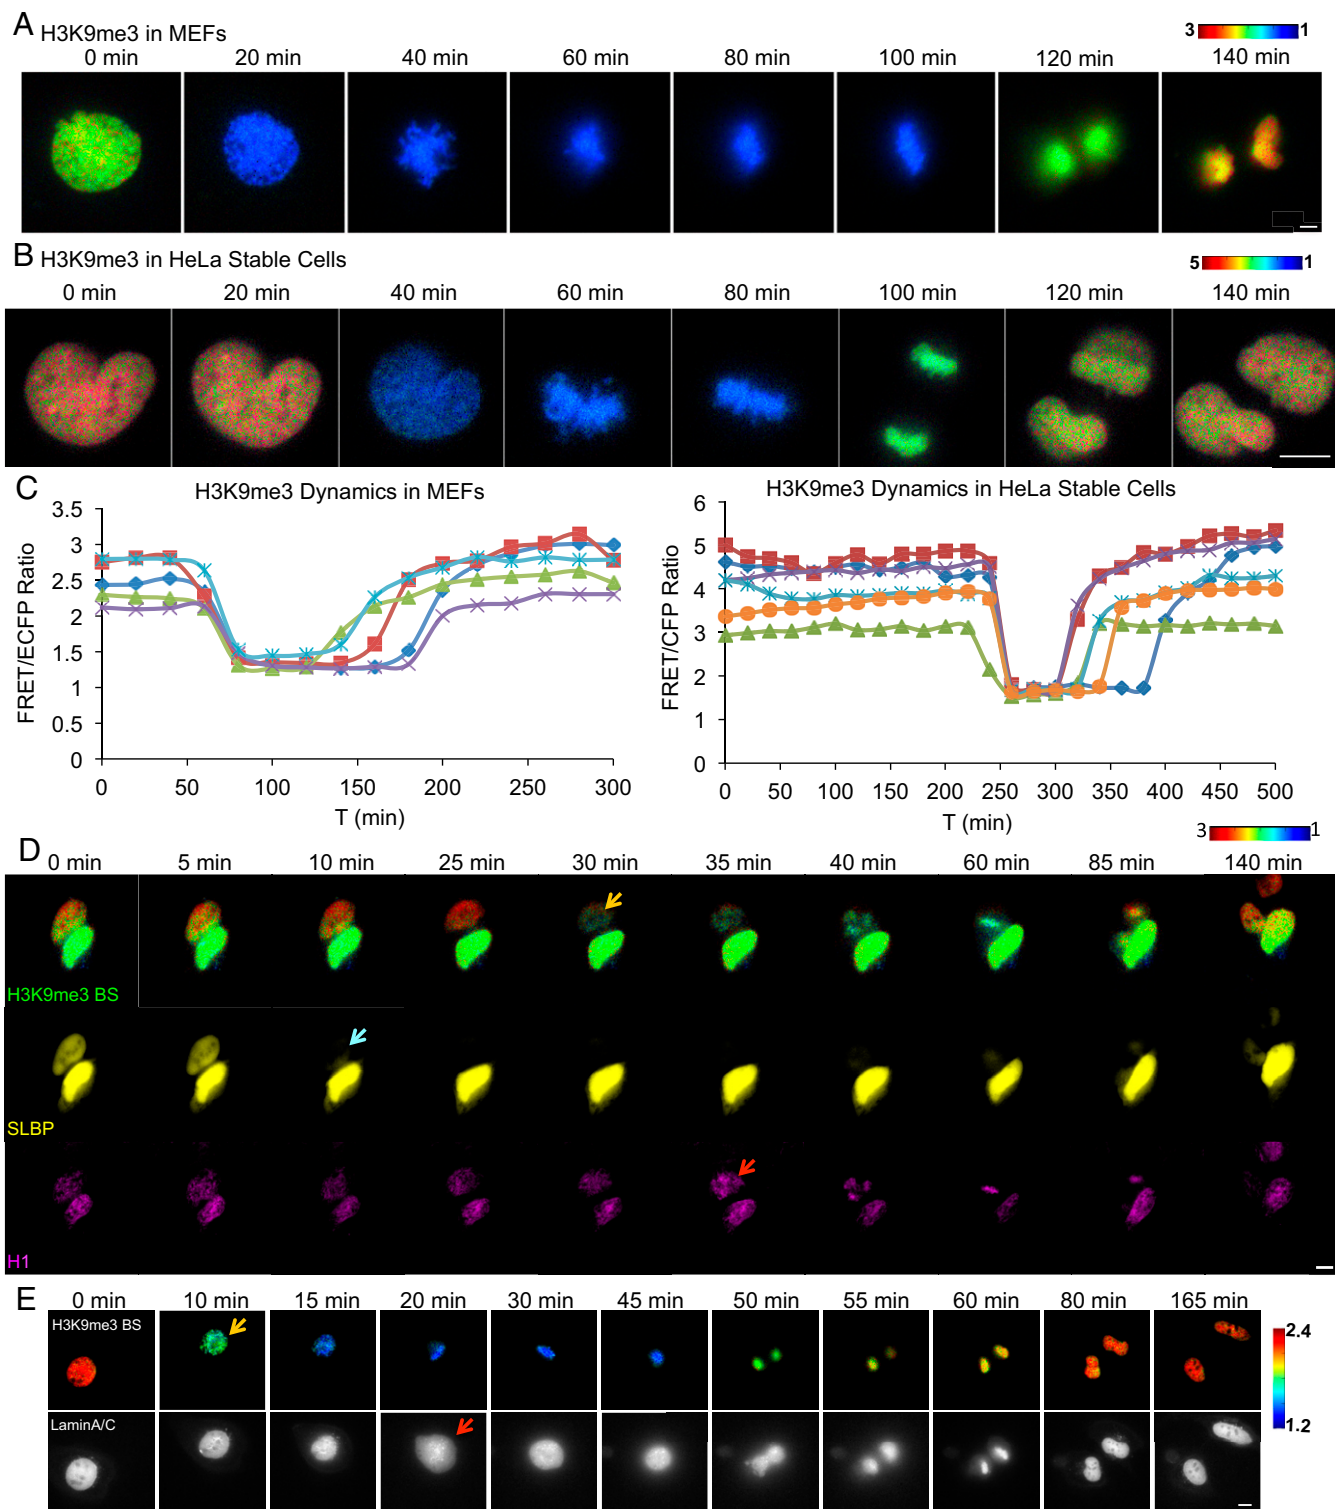 A H3K9me3 in MEFs
3 1
0 min 20 min 40 min 60 min 80 min 100 min 120 min 140 min
B H3K9me3 in HeLa Stable Cells
5 1
0 min 20 min 40 min 60 min 80 min 100 min 120 min 140 min
C
H3K9me3 Dynamics in MEFs
FRET/ECFP Ratio
3.5
3
2.5
2
1.5
1
0.5
0
0 50 100 150 200 250 300
T (min)
H3K9me3 Dynamics in HeLa Stable Cells
FRET/CFP Ratio
6
5
4
3
2
1
0
0 50 100 150 200 250 300 350 400 450 500
T (min)
D
3 1
0 min 5 min 10 min 25 min 30 min 35 min 40 min 60 min 85 min 140 min
H3K9me3 BS
SLBP
H1
E
0 min 10 min 15 min 20 min 30 min 45 min 50 min 55 min 60 min 80 min 165 min
H3K9me3 BS
2.4
LaminA/C
1.2